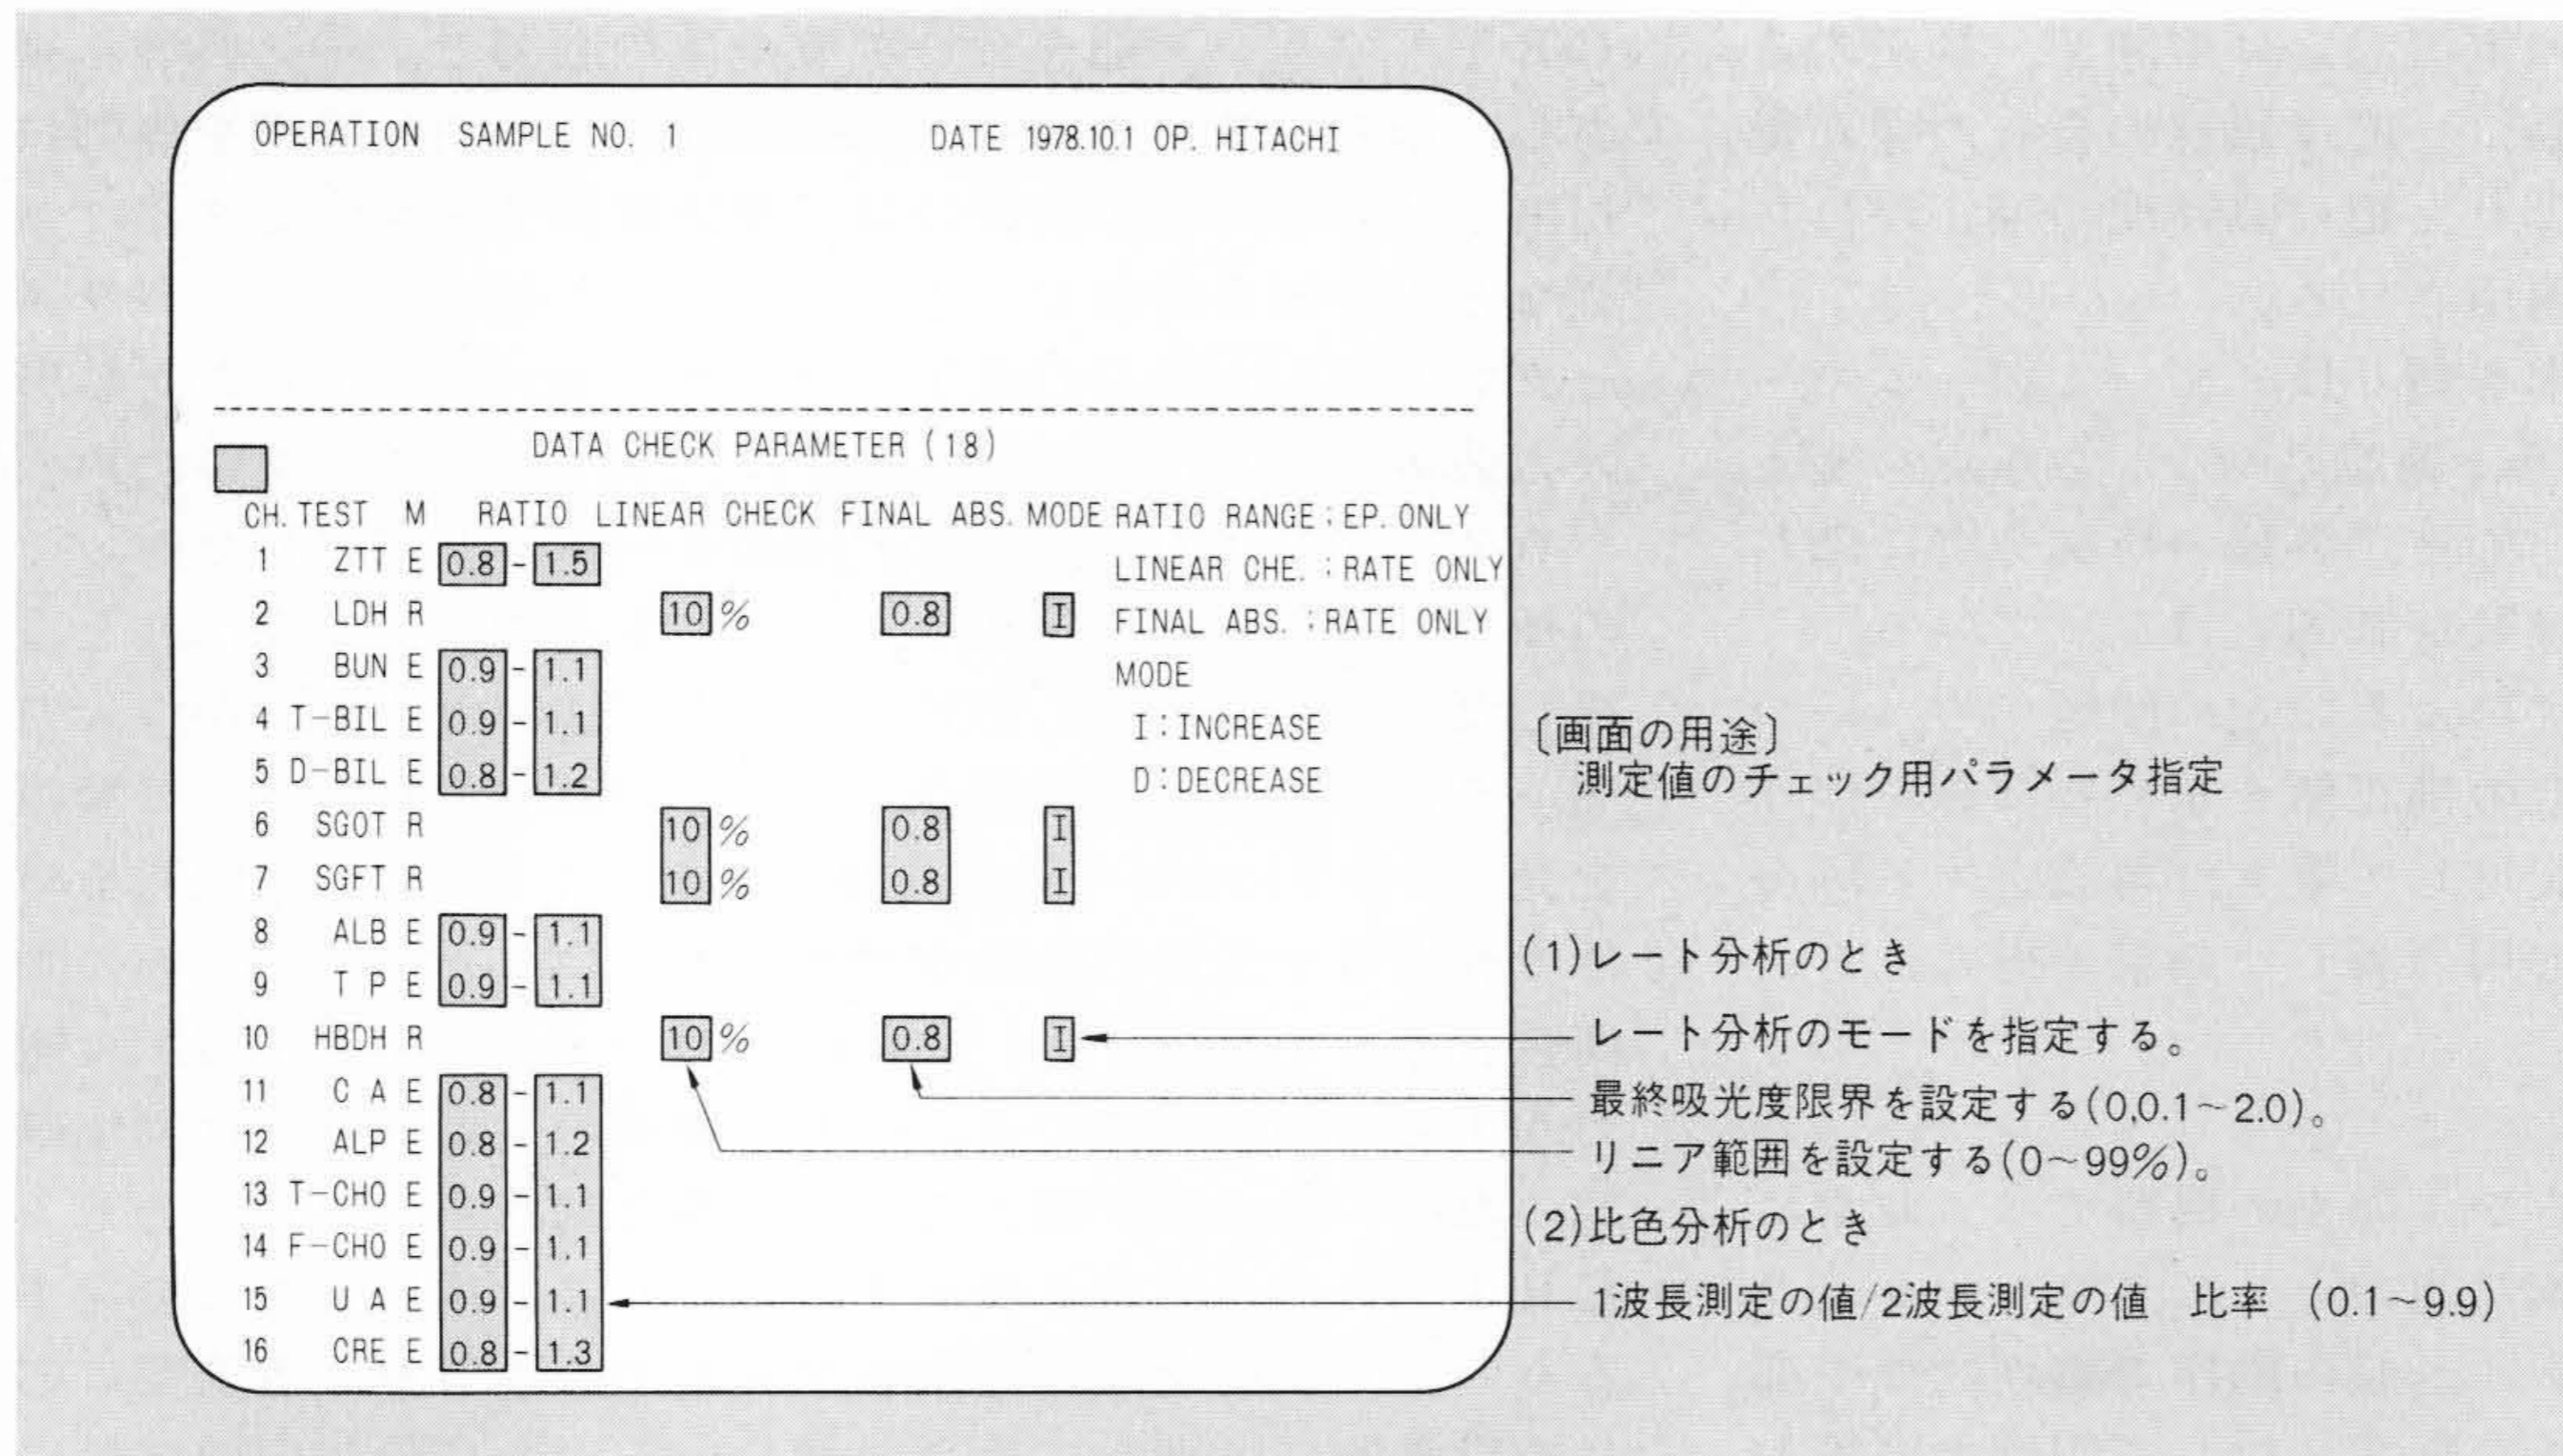 OPERATION SAMPLE NO. 1 DATE 1978.10.1 OP. HITACHI
DATA CHECK PARAMETER (18)
CH. TEST M RATIO LINEAR CHECK FINAL ABS. MODE RATIO RANGE ; EP. ONLY
1 ZTT E 0.8 - 1.5 LINEAR CHE. ; RATE ONLY
2 LDH R 10 % 0.8 I FINAL ABS. ; RATE ONLY
3 BUN E 0.9 - 1.1 MODE
4 T-BIL E 0.9 - 1.1 I : INCREASE
5 D-BIL E 0.8 - 1.2 D : DECREASE
6 SGOT R 10 % 0.8 I
7 SGFT R 10 % 0.8 I
8 ALB E 0.9 - 1.1
9 T P E 0.9 - 1.1
10 HBDH R 10 % 0.8 I
11 C A E 0.8 - 1.1
12 ALP E 0.8 - 1.2
13 T-CHO E 0.9 - 1.1
14 F-CHO E 0.9 - 1.1
15 U A E 0.9 - 1.1
16 CRE E 0.8 - 1.3
〔画面の用途〕
測定値のチェック用パラメータ指定
(1)レート分析のとき
レート分析のモードを指定する。
最終吸光度限界を設定する(0,0.1～2.0)。
リニア範囲を設定する(0～99%)。
(2)比色分析のとき
1波長測定の値/2波長測定の値 比率 (0.1～9.9)